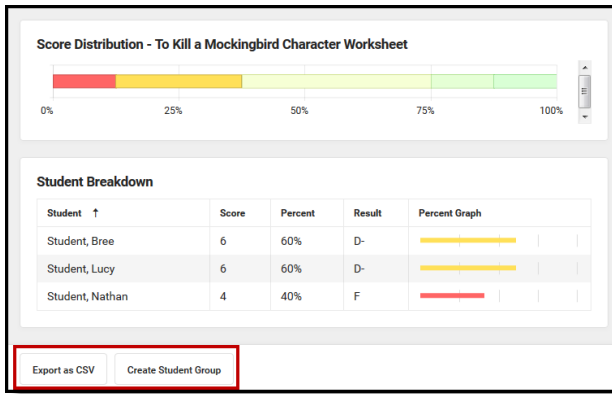 Score Distribution - To Kill a Mockingbird Character Worksheet
0% 25% 50% 75% 100%
Student Breakdown
Student ↑ Score Percent Result Percent Graph
Student, Bree 6 60% D-
Student, Lucy 6 60% D-
Student, Nathan 4 40% F
Export as CSV Create Student Group